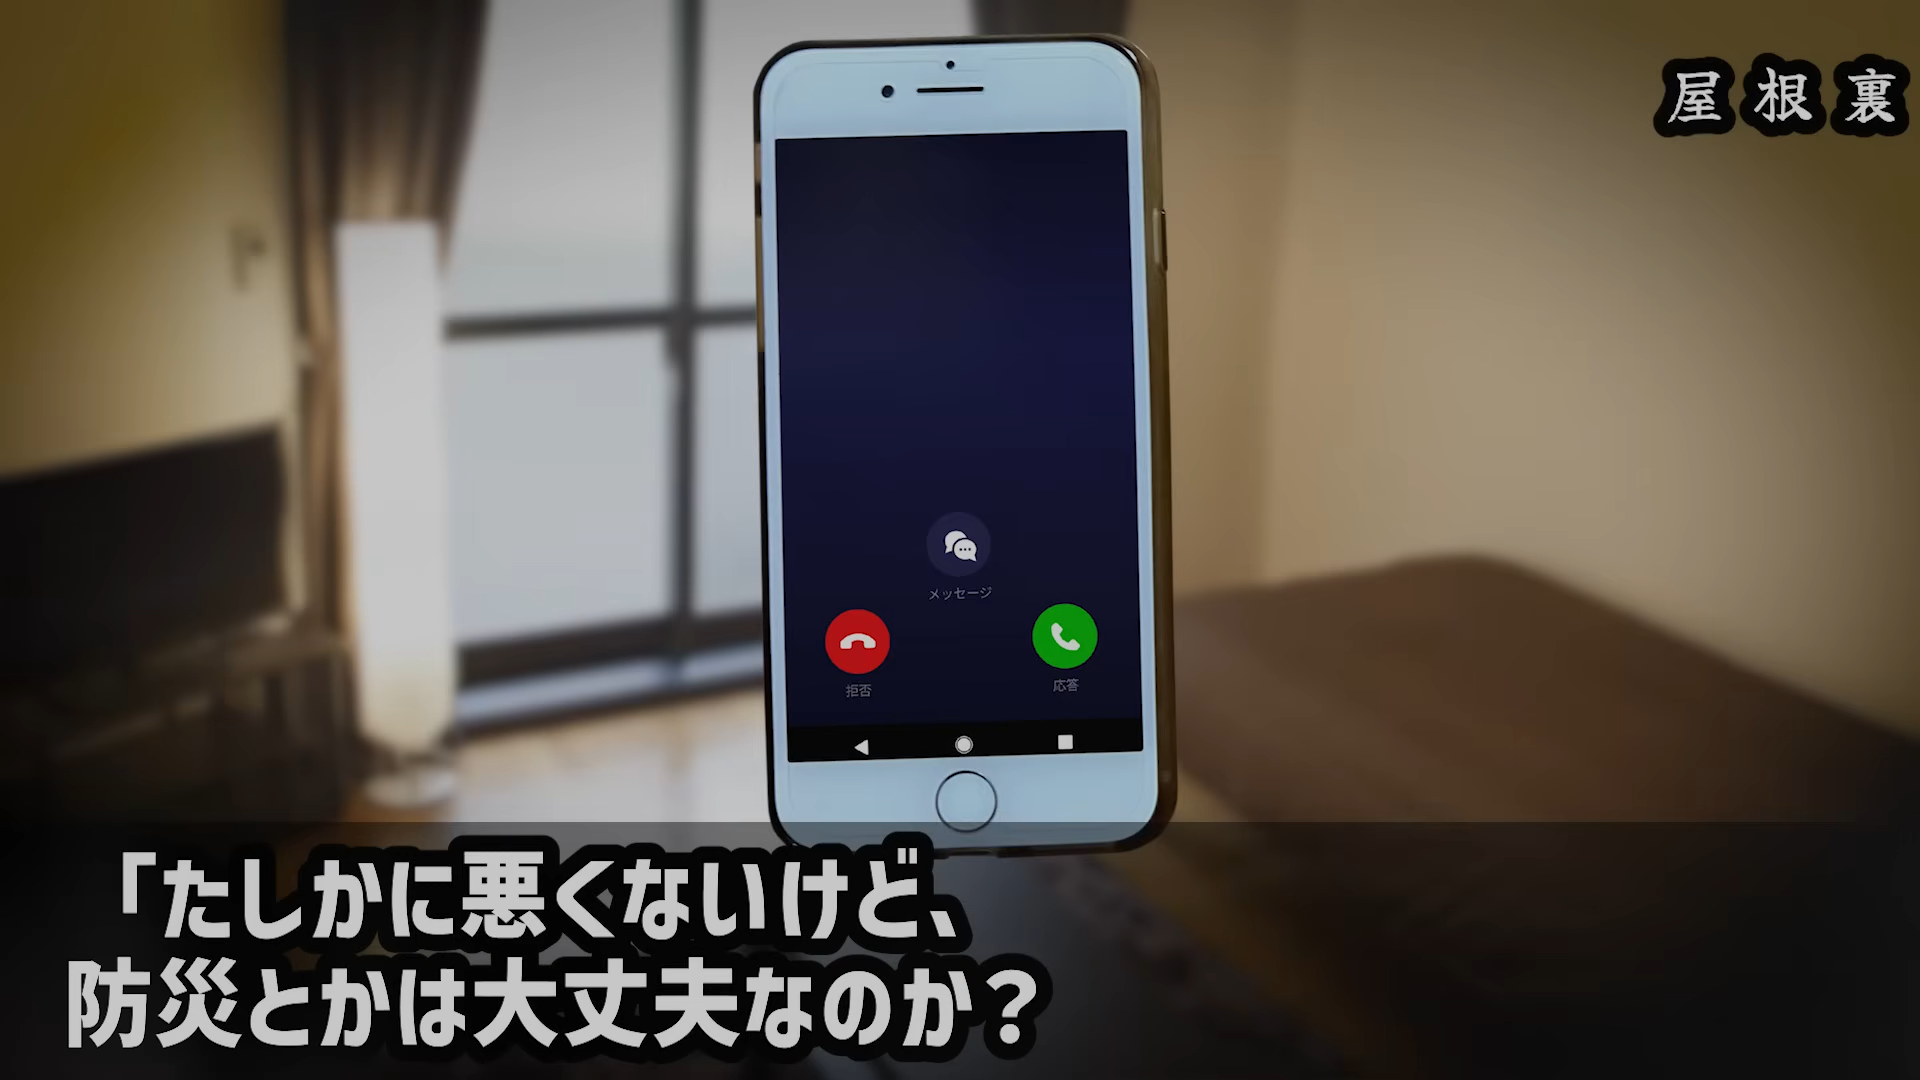 屋根裏
メッセージ
拒否
応答
「たしかに悪くないけど、
防災とかは大丈夫なのか?